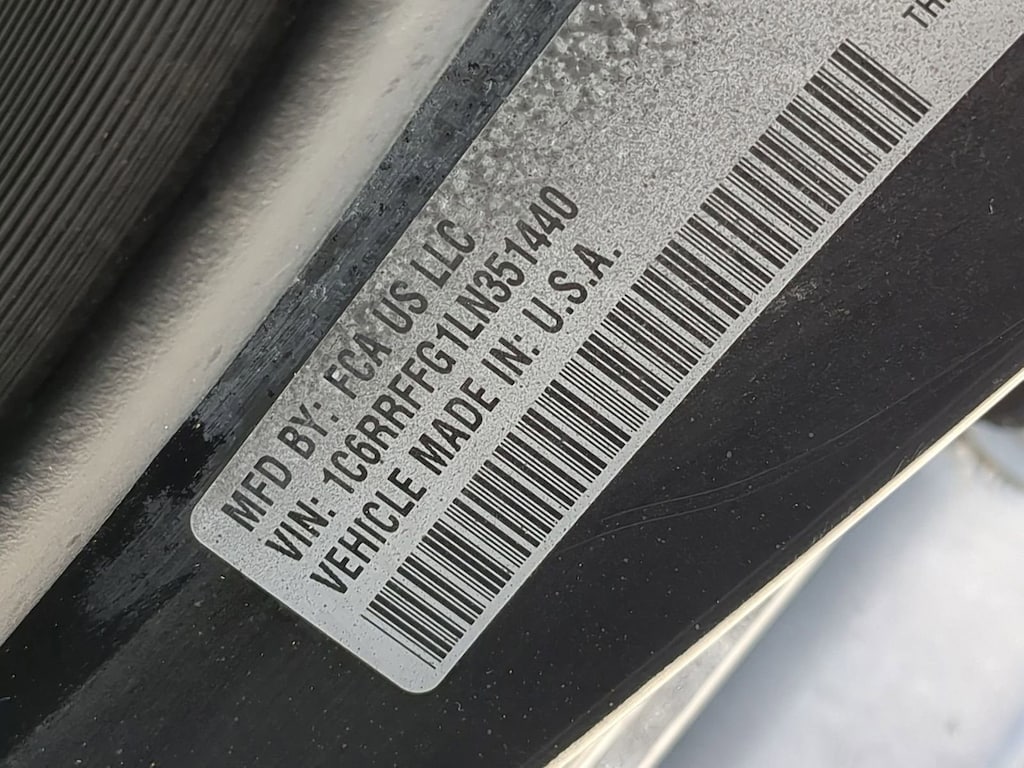 MFD BY: FCA US LLC
VIN: 1C6RRFFG1LN351440
VEHICLE MADE IN: U.S.A.